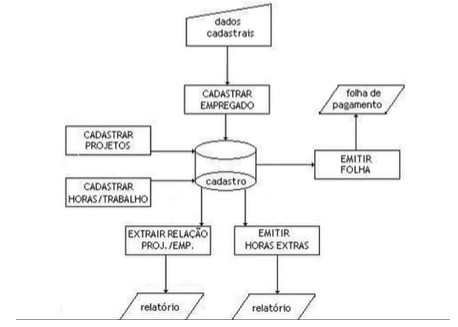 dados
cadastrais
CADASTRAR
EMPREGADO
folha de
pagamento
CADASTRAR
PROJETOS
EMITIR
FOLHA
cadastro
CADASTRAR
HORAS/TRABALHO
EXTRAIR RELAÇÃO
PROJ./EMP.
EMITIR
HORAS EXTRAS
relatório
relatório